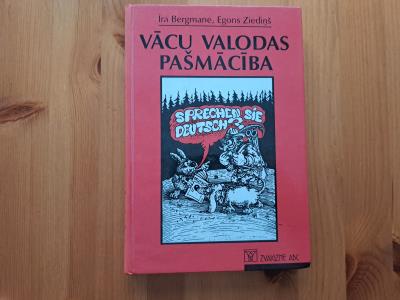 Ira Bergmane, Egons Ziediņš
VĀCU VALODAS
PAŠMĀCĪBA
SPRECHEN SIE
DEUTSCH?
ZVAIGZNE ABC